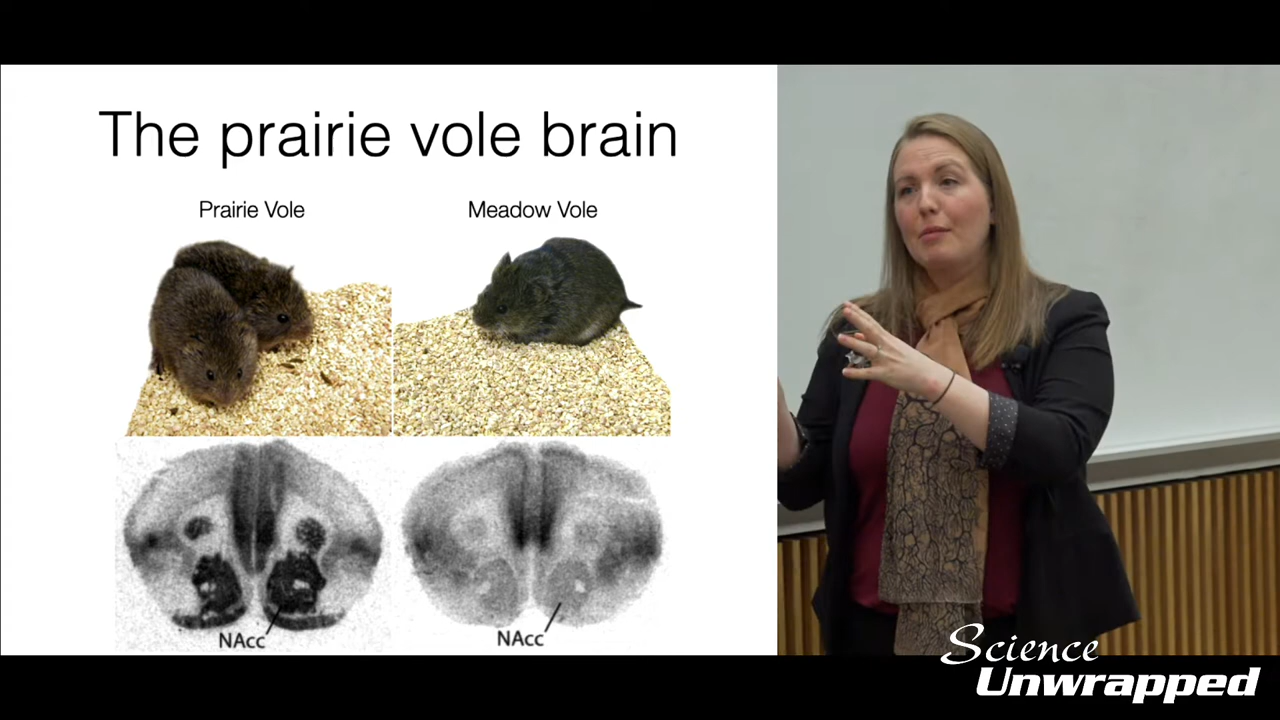 The prairie vole brain
Prairie Vole
Meadow Vole
NAcc
NAcc
Science
Unwrapped